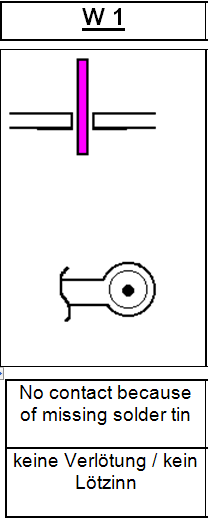 W 1
No contact because
of missing solder tin
keine Verlötung / kein
Lötzinn